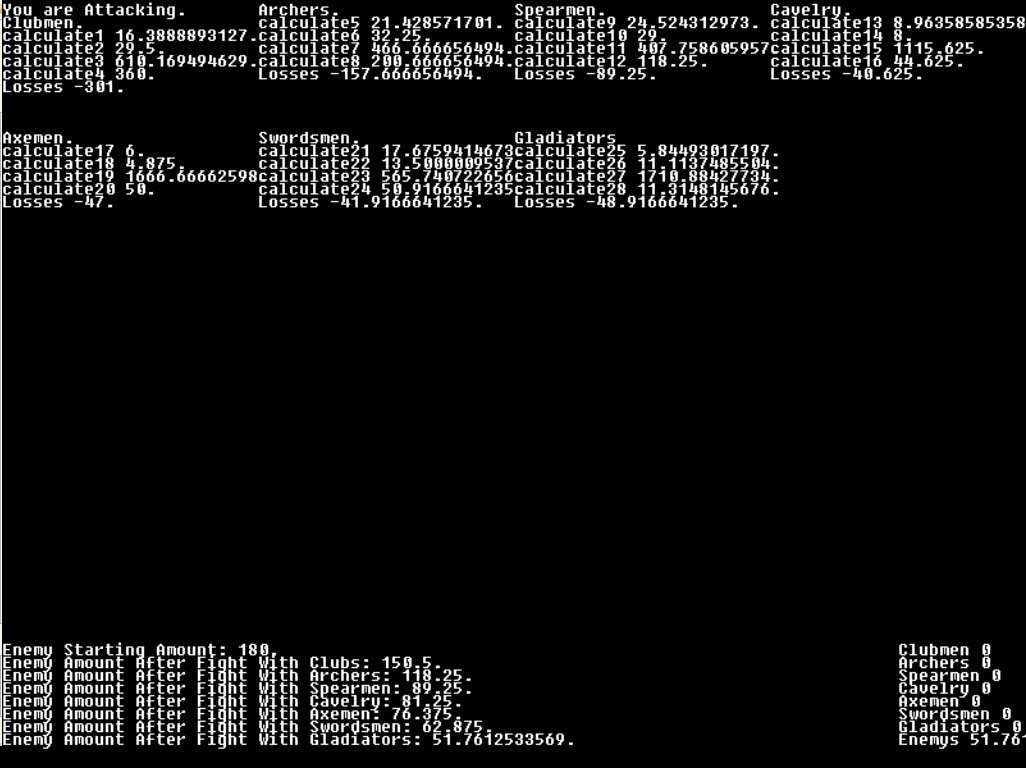 You are Attacking.
Clubmen.
calculate1 16.3888893127.
calculate2 29.5.
calculate3 610.169494629.
calculate4 360.
Losses -301.
Archers.
calculate5 21.428571701.
calculate6 32.25.
calculate7 466.666656494.
calculate8 200.666656494.
Losses -157.666656494.
Spearmen.
calculate9 24.524312973.
calculate10 29.
calculate11 407.758605957
calculate12 118.25.
Losses -89.25.
Cavelry.
calculate13 8.96358585358
calculate14 8.
calculate15 1115.625.
calculate16 44.625.
Losses -40.625.
Axemen.
calculate17 6.
calculate18 4.875.
calculate19 1666.66662598
calculate20 50.
Losses -47.
Swordsmen.
calculate21 17.6759414673
calculate22 13.5000009537
calculate23 565.740722656
calculate24 50.9166641235
Losses -41.9166641235.
Gladiators
calculate25 5.84493017197.
calculate26 11.1137485504.
calculate27 1710.88427734.
calculate28 11.3148145676.
Losses -48.9166641235.
Enemy Starting Amount: 180.
Enemy Amount After Fight With Clubs: 150.5.
Enemy Amount After Fight With Archers: 118.25.
Enemy Amount After Fight With Spearmen: 89.25.
Enemy Amount After Fight With Cavelry: 81.25.
Enemy Amount After Fight With Axemen: 76.375.
Enemy Amount After Fight With Swordsmen: 62.875.
Enemy Amount After Fight With Gladiators: 51.7612533569.
Clubmen 0
Archers 0
Spearmen 0
Cavelry 0
Axemen 0
Swordsmen 0
Gladiators 0
Enemys 51.761